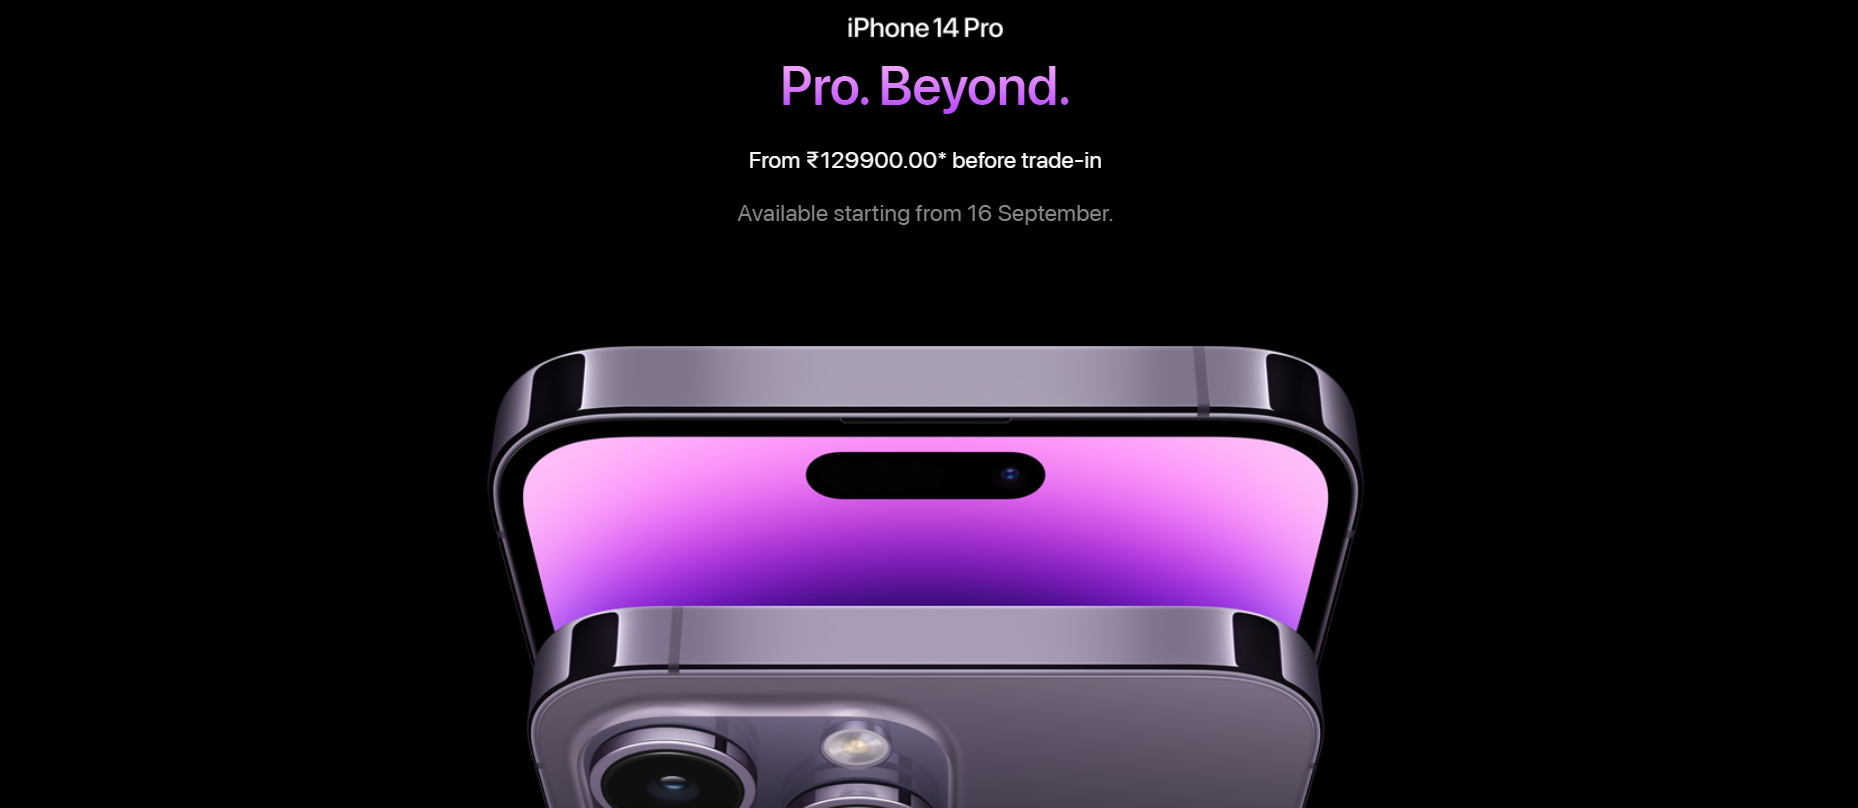 iPhone 14 Pro
Pro. Beyond.
From ₹129900.00* before trade-in
Available starting from 16 September.